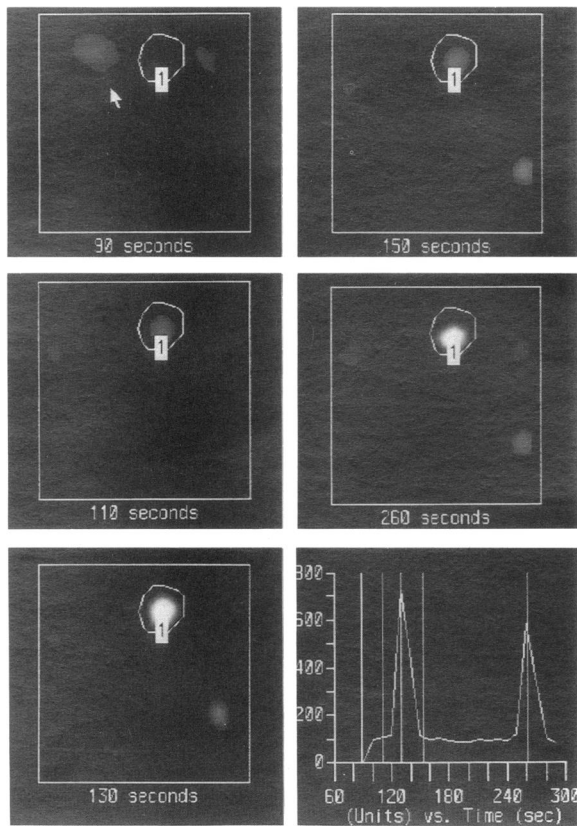 1
90 seconds
1
150 seconds
1
110 seconds
1
260 seconds
1
130 seconds
800
600
400
200
0
60 120 180 240 300
(Units) vs. Time (sec)